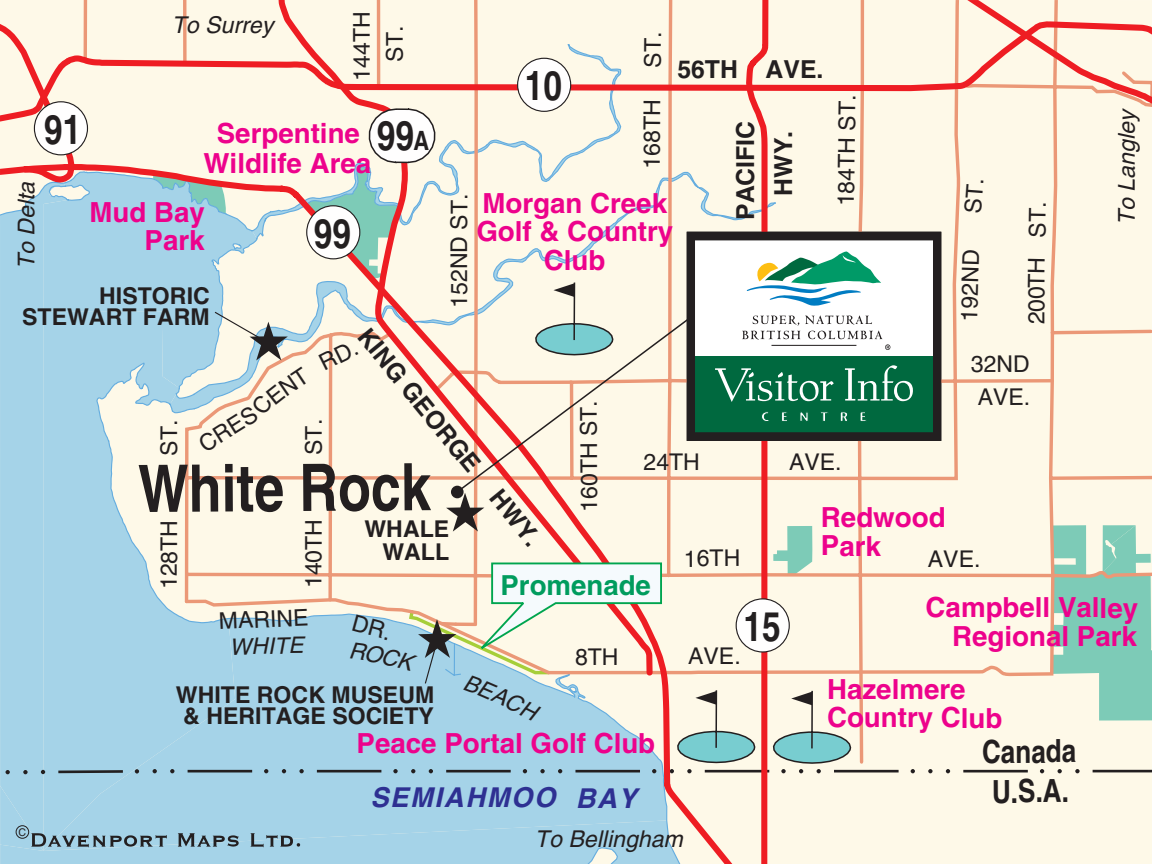 To Surrey
144TH
ST.
ST.
56TH AVE.
10
91
99A
Serpentine
Wildlife Area
168TH
PACIFIC
HWY.
184TH ST.
To Langley
To Delta
Mud Bay
Park
99
152ND ST.
Morgan Creek
Golf & Country
Club
192ND ST.
200TH ST.
HISTORIC
STEWART FARM
SUPER, NATURAL
BRITISH COLUMBIA
®
Visitor Info
CENTRE
CRESCENT RD.
KING GEORGE
HWY.
32ND
AVE.
128TH ST.
140TH ST.
160TH ST.
24TH AVE.
White Rock
WHALE
WALL
Redwood
Park
16TH AVE.
Promenade
Campbell Valley
Regional Park
MARINE DR.
WHITE ROCK BEACH
15
8TH AVE.
WHITE ROCK MUSEUM
& HERITAGE SOCIETY
Hazelmere
Country Club
Peace Portal Golf Club
Canada
U.S.A.
SEMIAHMOO BAY
To Bellingham
©DAVENPORT MAPS LTD.